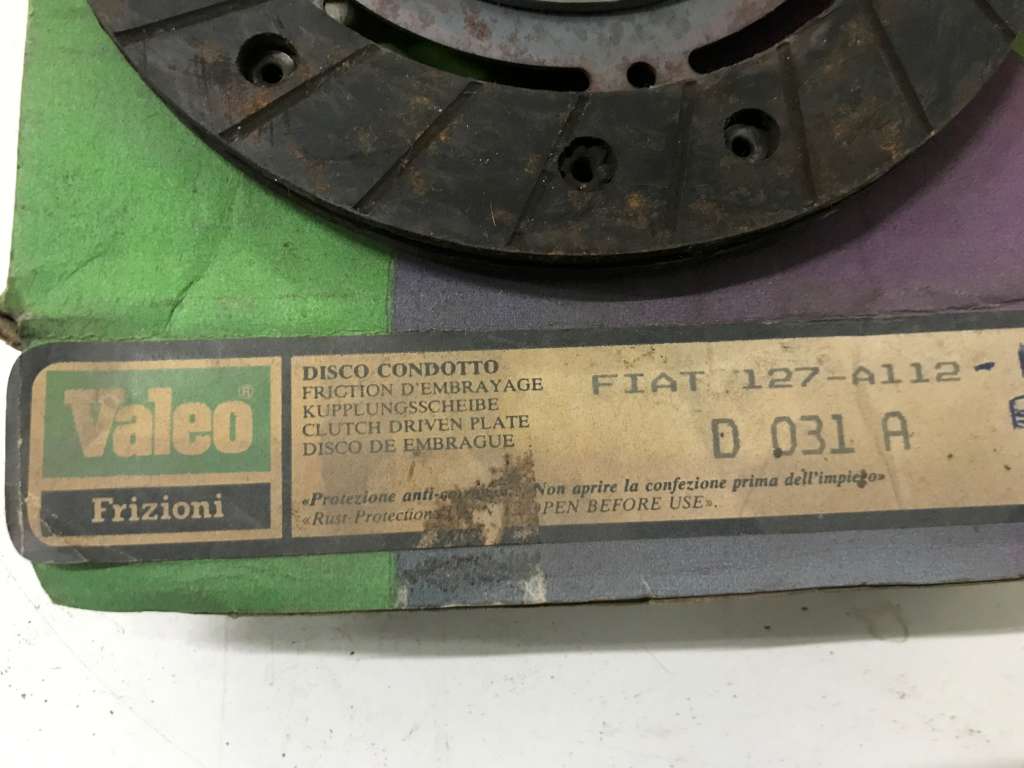 Valeo®
Frizioni
DISCO CONDOTTO
FRICTION D'EMBRAYAGE
KUPPLUNGSSCHEIBE
CLUTCH DRIVEN PLATE
DISCO DE EMBRAGUE
FIAT 127-A112-
D 031 A
«Protezione Non aprire la confezione prima dell'impiego»
«Rust-Protection OPEN BEFORE USE».